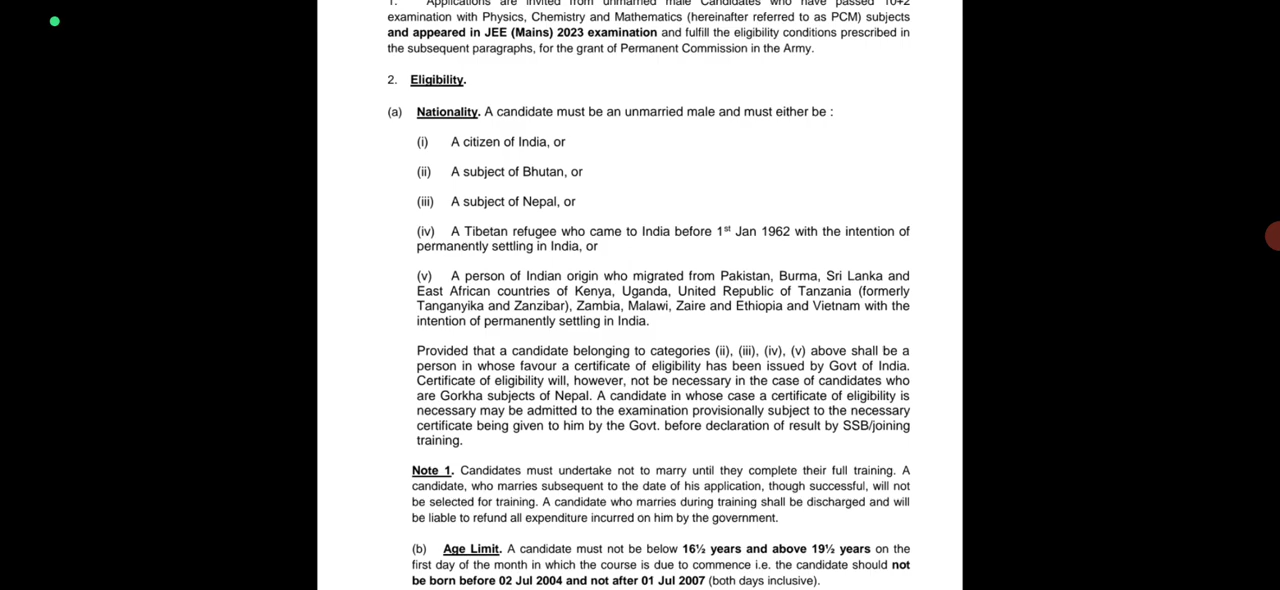 1. Applications are invited from unmarried male Candidates who have passed 10+2
examination with Physics, Chemistry and Mathematics (hereinafter referred to as PCM) subjects
and appeared in JEE (Mains) 2023 examination and fulfill the eligibility conditions prescribed in
the subsequent paragraphs, for the grant of Permanent Commission in the Army.
2. Eligibility.
(a) Nationality. A candidate must be an unmarried male and must either be :
(i) A citizen of India, or
(ii) A subject of Bhutan, or
(iii) A subject of Nepal, or
(iv) A Tibetan refugee who came to India before 1st Jan 1962 with the intention of
permanently settling in India, or
(v) A person of Indian origin who migrated from Pakistan, Burma, Sri Lanka and
East African countries of Kenya, Uganda, United Republic of Tanzania (formerly
Tanganyika and Zanzibar), Zambia, Malawi, Zaire and Ethiopia and Vietnam with the
intention of permanently settling in India.
Provided that a candidate belonging to categories (ii), (iii), (iv), (v) above shall be a
person in whose favour a certificate of eligibility has been issued by Govt of India.
Certificate of eligibility will, however, not be necessary in the case of candidates who
are Gorkha subjects of Nepal. A candidate in whose case a certificate of eligibility is
necessary may be admitted to the examination provisionally subject to the necessary
certificate being given to him by the Govt. before declaration of result by SSB/joining
training.
Note 1. Candidates must undertake not to marry until they complete their full training. A
candidate, who marries subsequent to the date of his application, though successful, will not
be selected for training. A candidate who marries during training shall be discharged and will
be liable to refund all expenditure incurred on him by the government.
(b) Age Limit. A candidate must not be below 16½ years and above 19½ years on the
first day of the month in which the course is due to commence i.e. the candidate should not
be born before 02 Jul 2004 and not after 01 Jul 2007 (both days inclusive).